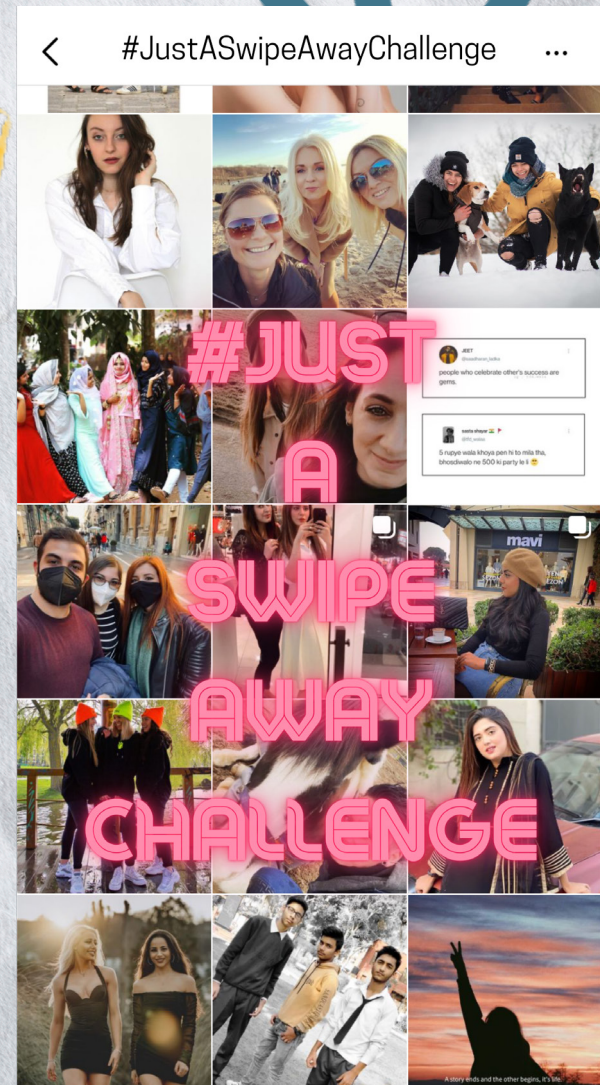 #JustASwipeAwayChallenge
#JUST
JEET
people who celebrate other's success are
gems.
A
5 rupye wala khoya pen hi to mila tha,
bhosdiwalo ne 500 ki party le li 😁
mavi
SWIPE
AWAY
CHALLENGE
A story ends and the other begins, it's life.